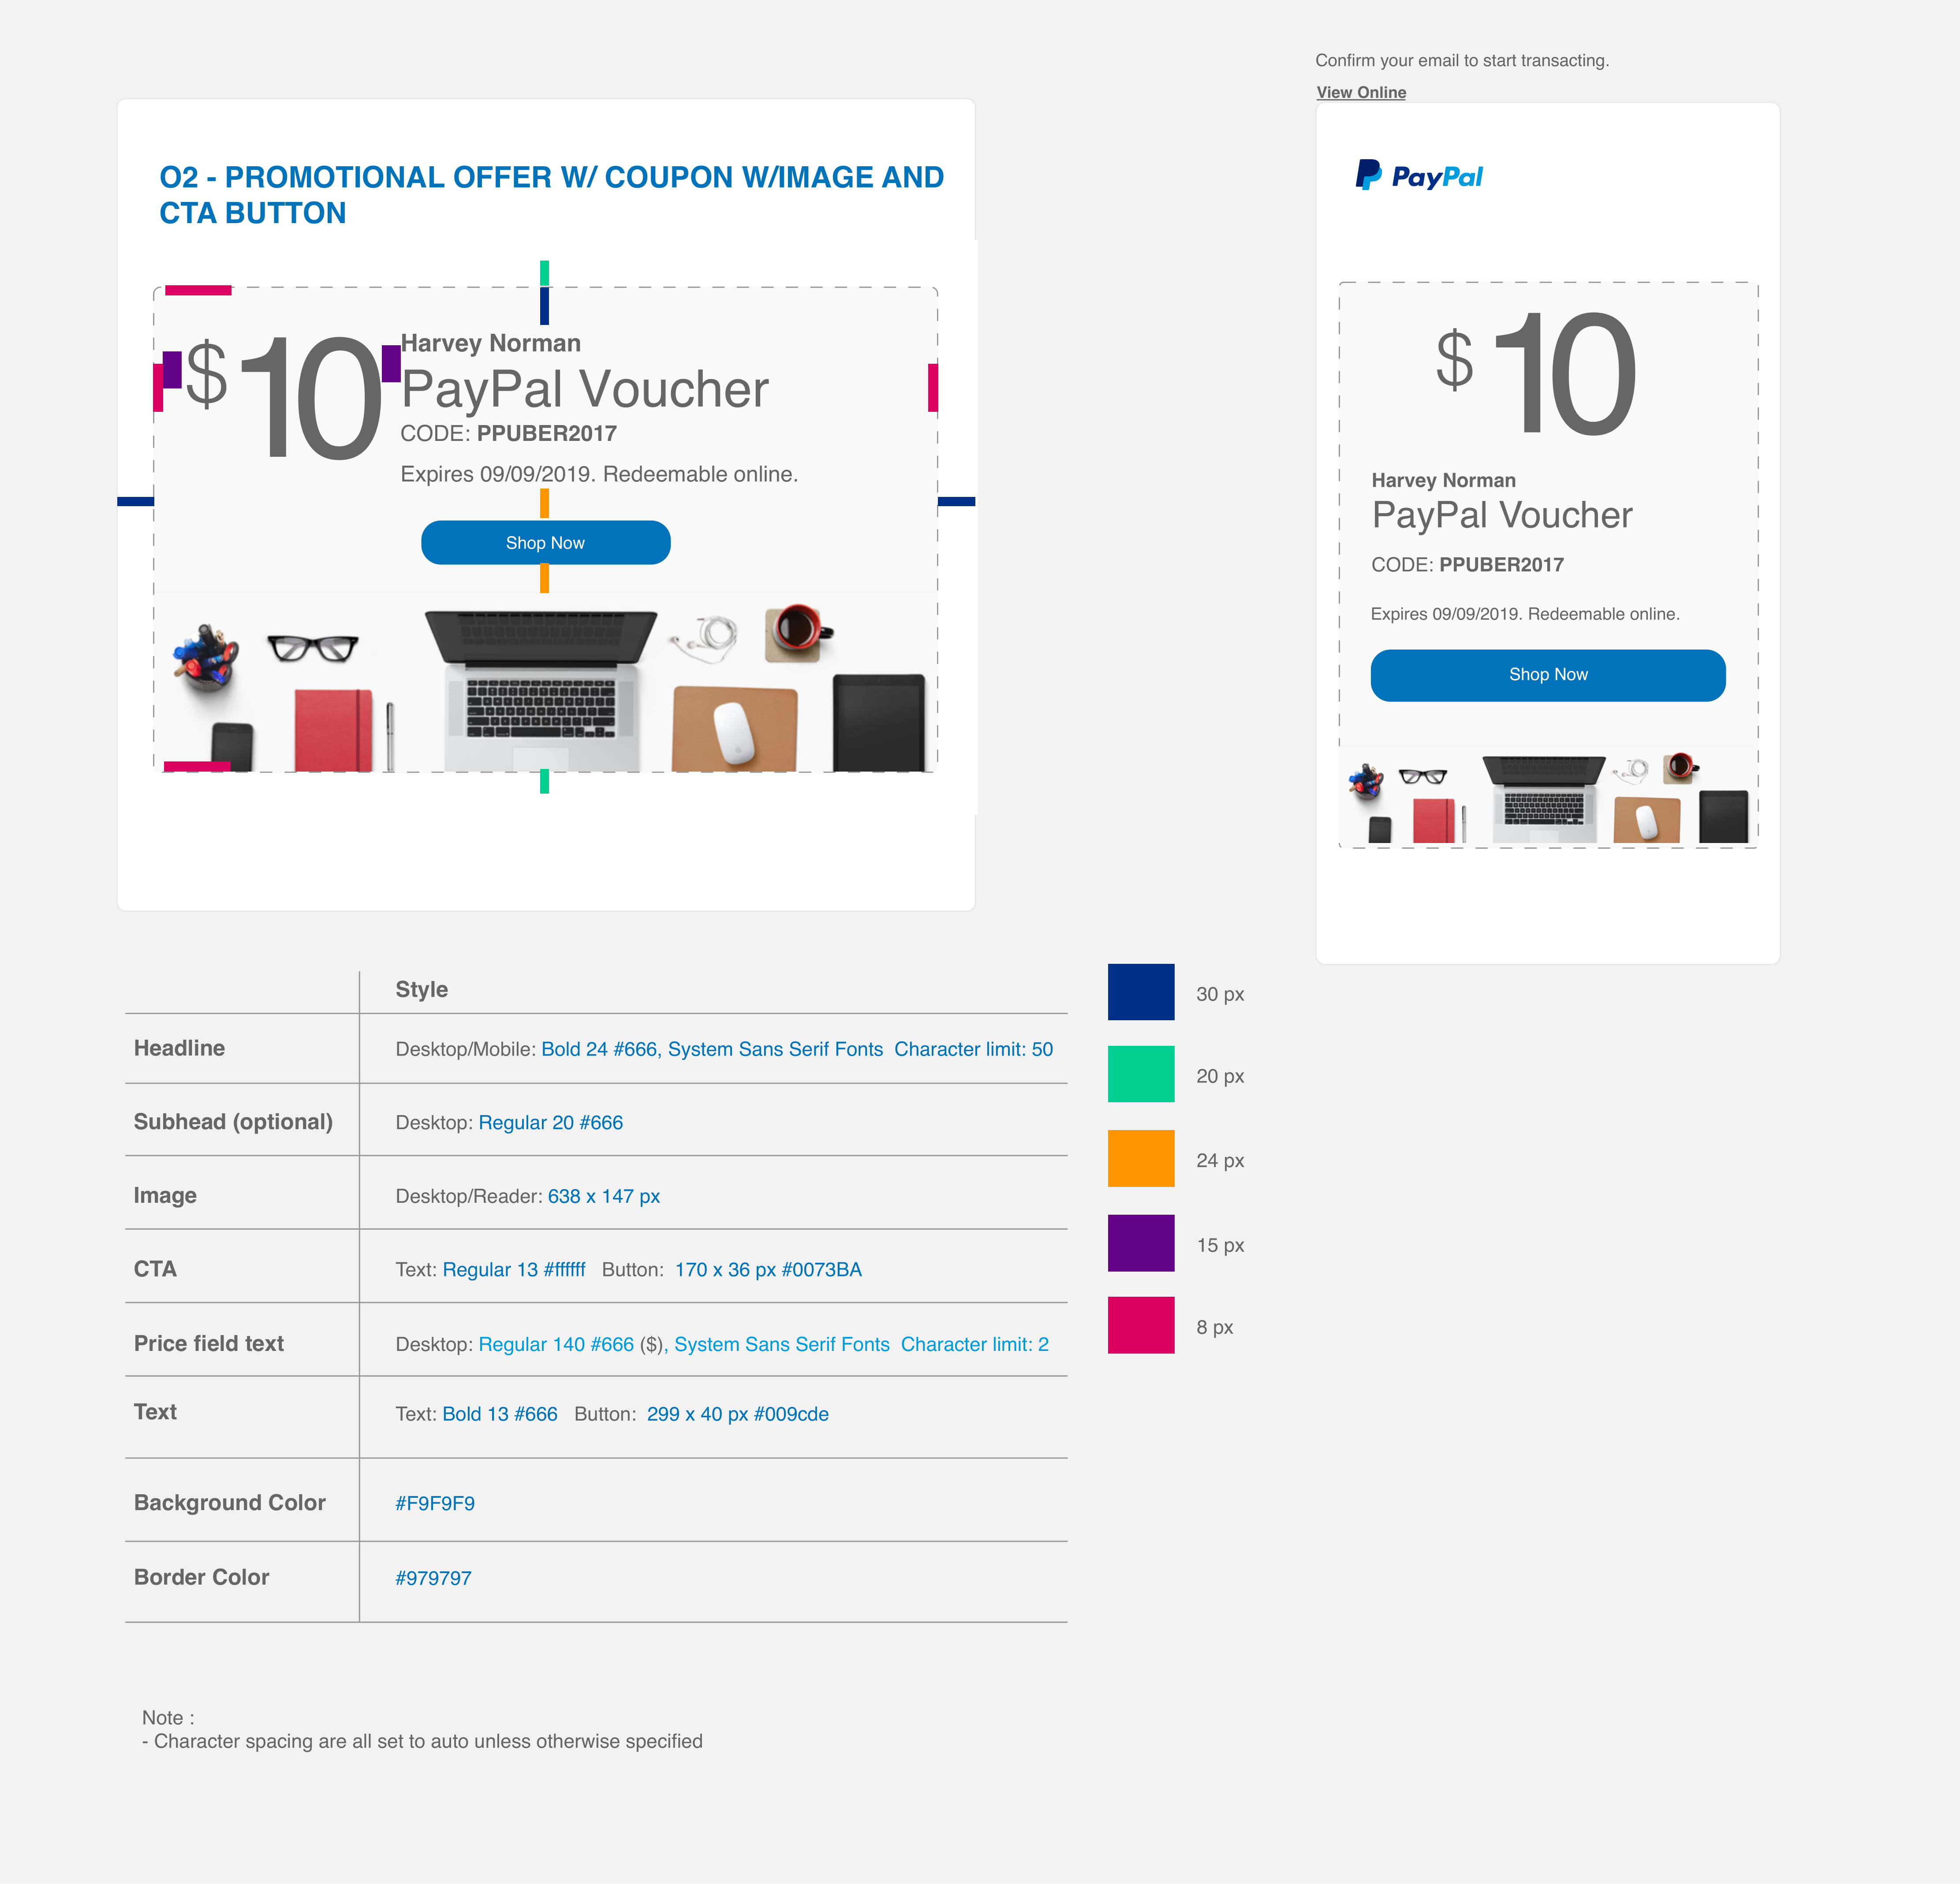 Confirm your email to start transacting.
View Online
O2 - PROMOTIONAL OFFER W/ COUPON W/IMAGE AND
CTA BUTTON
$10
Harvey Norman
PayPal Voucher
CODE: PPUBER2017
Expires 09/09/2019. Redeemable online.
Shop Now
PayPal
$10
Harvey Norman
PayPal Voucher
CODE: PPUBER2017
Expires 09/09/2019. Redeemable online.
Shop Now
Style
Headline
Desktop/Mobile: Bold 24 #666, System Sans Serif Fonts Character limit: 50
Subhead (optional)
Desktop: Regular 20 #666
Image
Desktop/Reader: 638 x 147 px
CTA
Text: Regular 13 #ffffff Button: 170 x 36 px #0073BA
Price field text
Desktop: Regular 140 #666 ($), System Sans Serif Fonts Character limit: 2
Text
Text: Bold 13 #666 Button: 299 x 40 px #009cde
Background Color
#F9F9F9
Border Color
#979797
30 px
20 px
24 px
15 px
8 px
Note :
- Character spacing are all set to auto unless otherwise specified